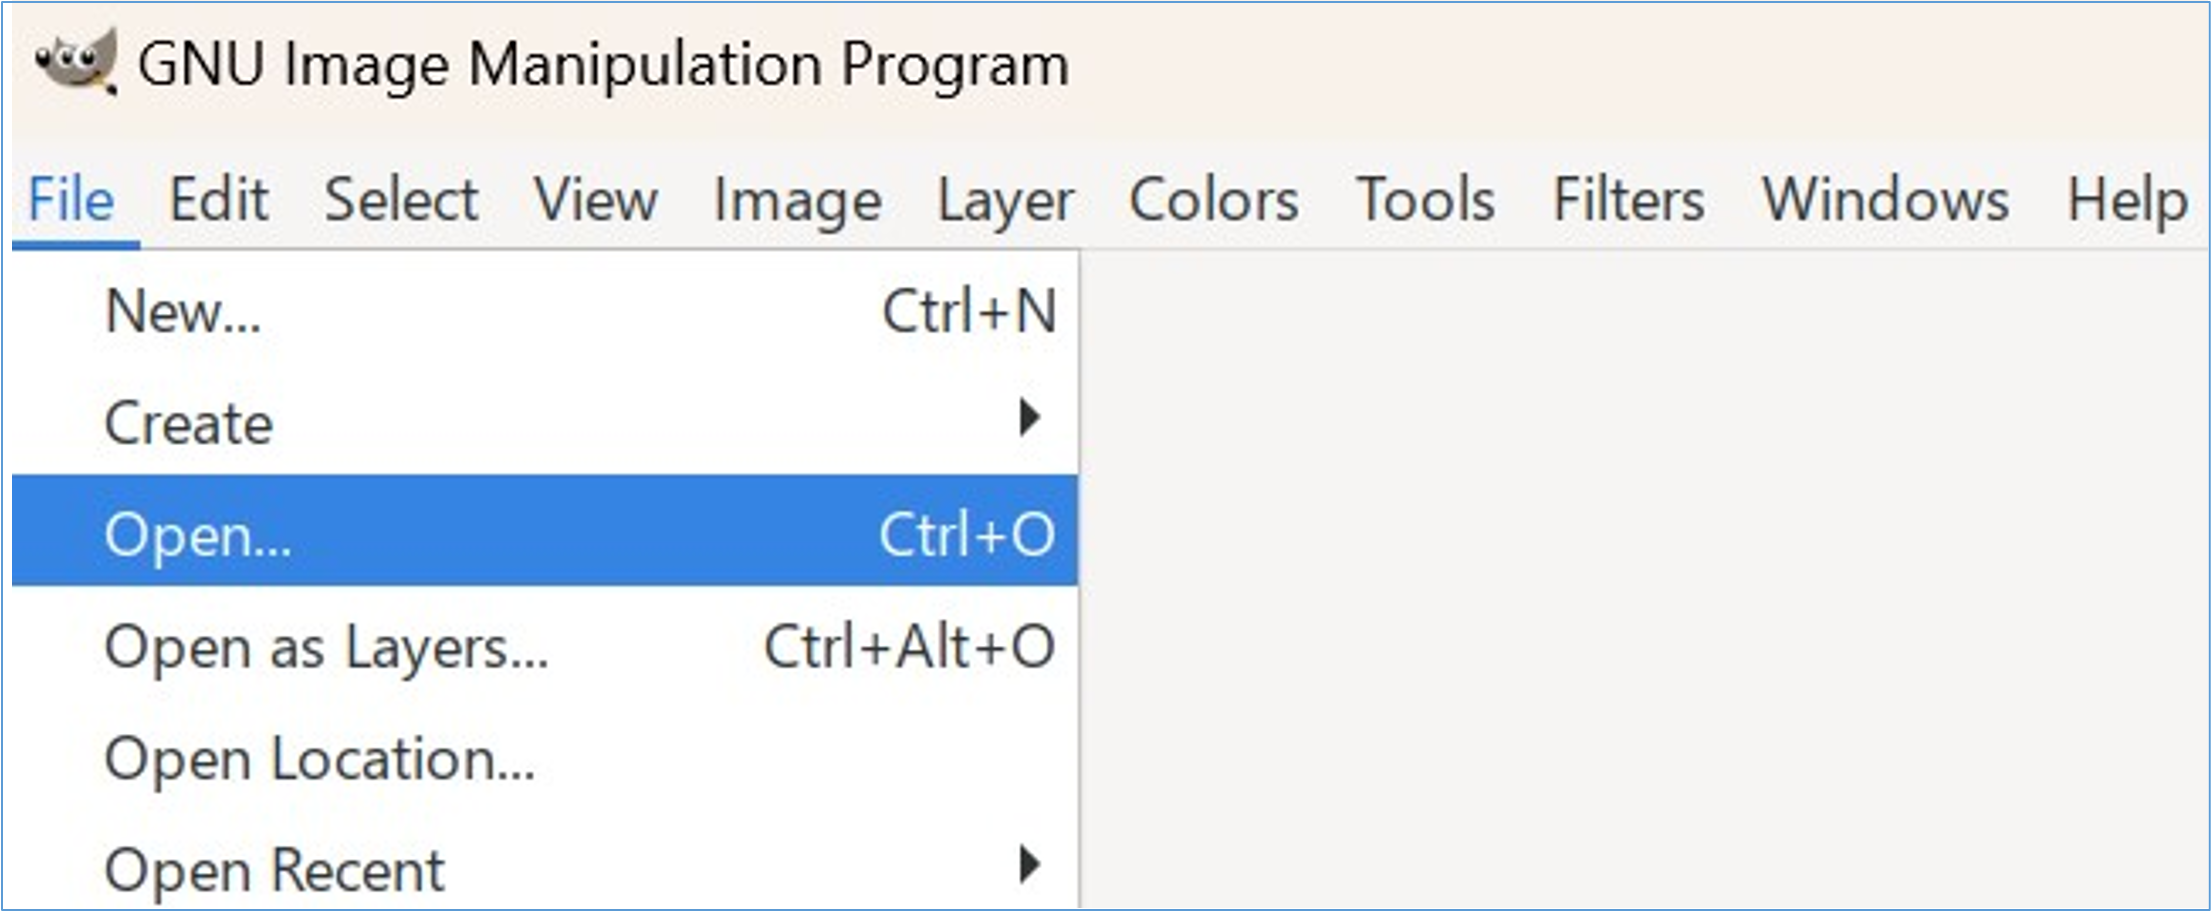 GNU Image Manipulation Program
File Edit Select View Image Layer Colors Tools Filters Windows Help
New... Ctrl+N
Create
Open... Ctrl+O
Open as Layers... Ctrl+Alt+O
Open Location...
Open Recent